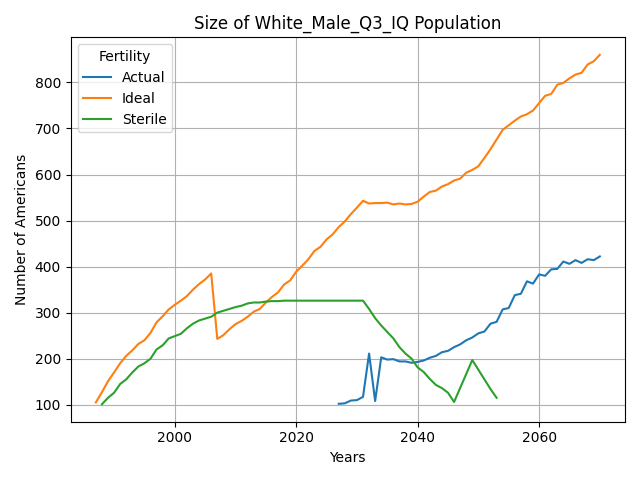 Size of White_Male_Q3_IQ Population
Fertility
Actual
Ideal
Sterile
Number of Americans
800
700
600
500
400
300
200
100
2000
2020
2040
2060
Years